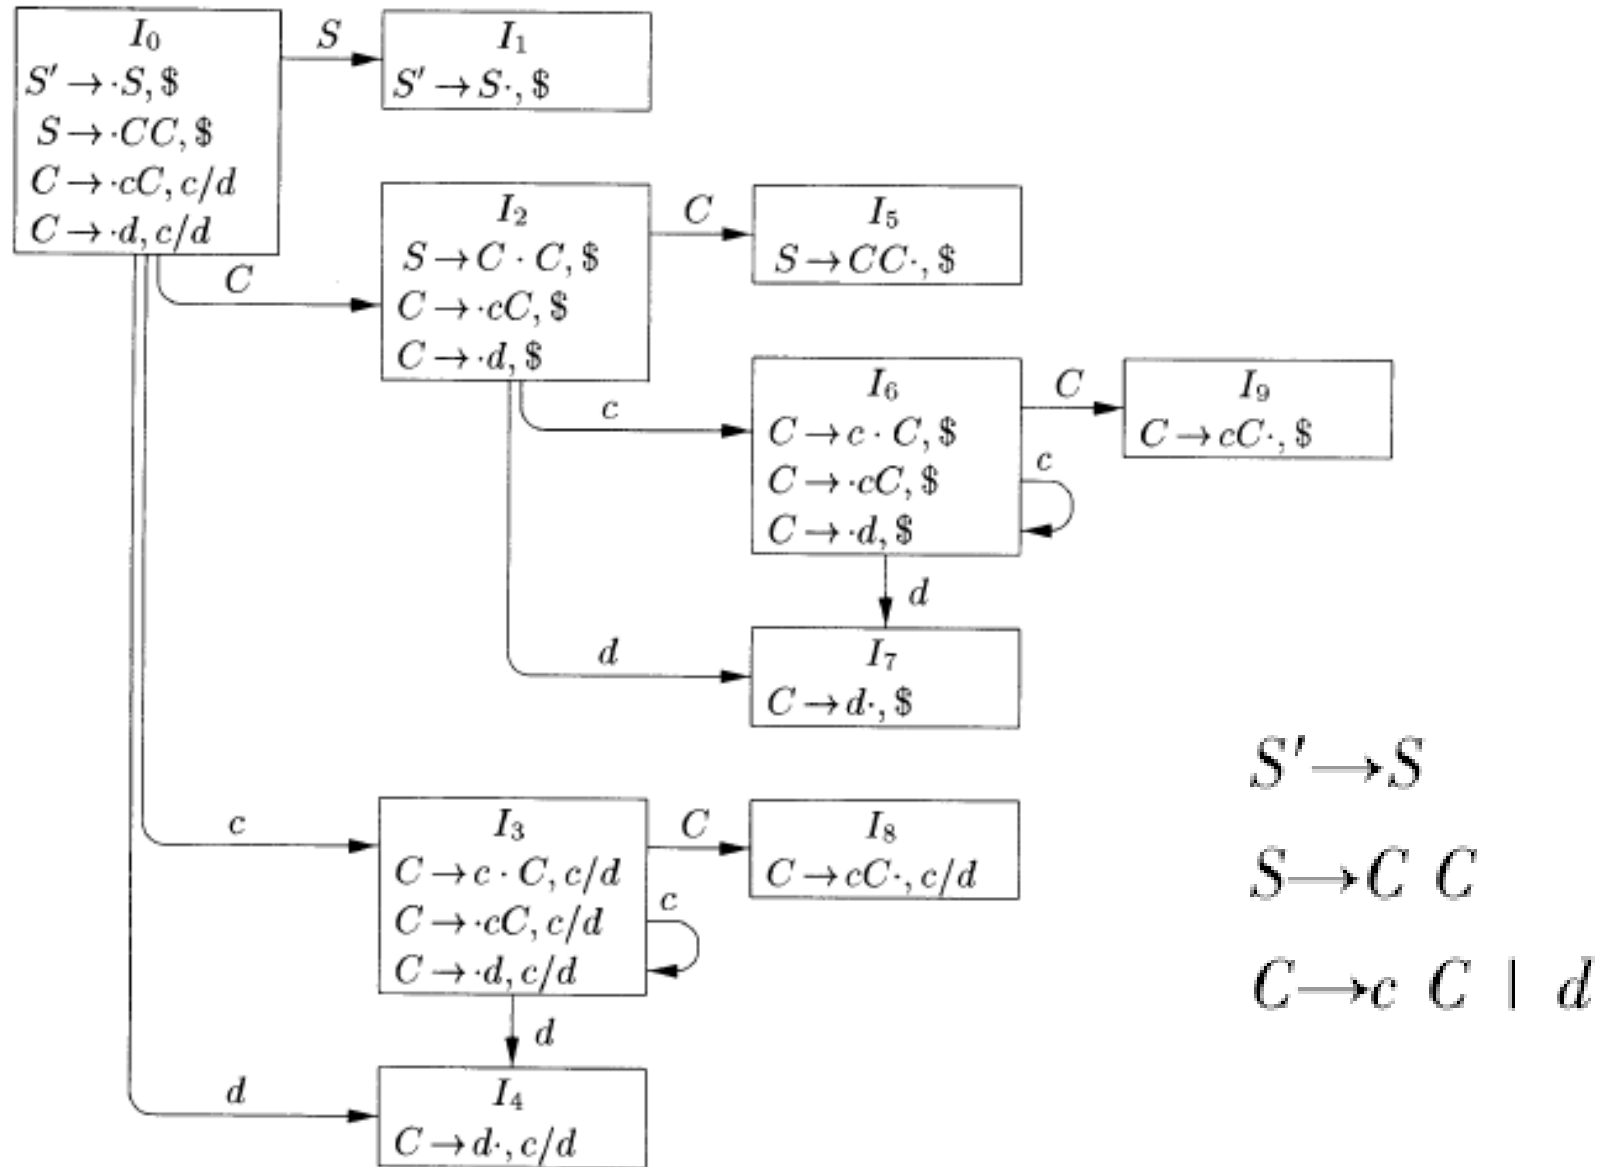 I₀
S′ → ·S, $
S → ·CC, $
C → ·cC, c/d
C → ·d, c/d
S
I₁
S′ → S·, $
C
I₂
S → C · C, $
C → ·cC, $
C → ·d, $
C
I₅
S → CC·, $
c
I₆
C → c · C, $
C → ·cC, $
C → ·d, $
C
I₉
C → cC·, $
c
d
d
I₇
C → d·, $
c
I₃
C → c · C, c/d
C → ·cC, c/d
C → ·d, c/d
C
I₈
C → cC·, c/d
c
d
d
I₄
C → d·, c/d
S′ → S
S → C C
C → c C | d